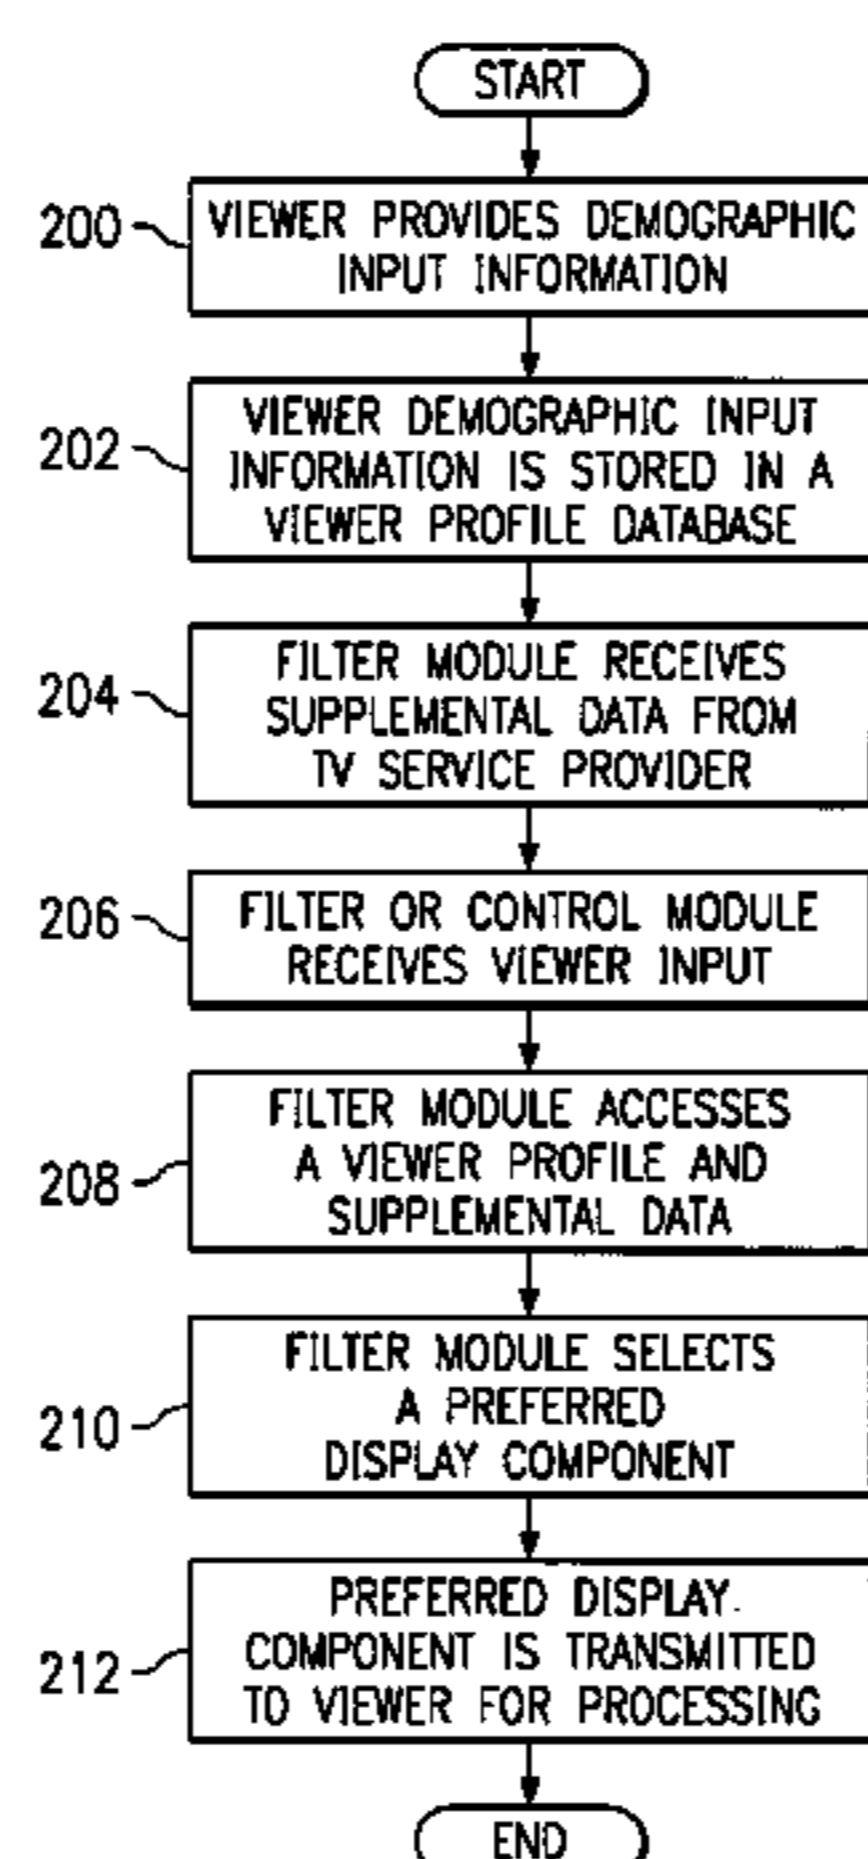 START
200
VIEWER PROVIDES DEMOGRAPHIC
INPUT INFORMATION
202
VIEWER DEMOGRAPHIC INPUT
INFORMATION IS STORED IN A
VIEWER PROFILE DATABASE
204
FILTER MODULE RECEIVES
SUPPLEMENTAL DATA FROM
TV SERVICE PROVIDER
206
FILTER OR CONTROL MODULE
RECEIVES VIEWER INPUT
208
FILTER MODULE ACCESSES
A VIEWER PROFILE AND
SUPPLEMENTAL DATA
210
FILTER MODULE SELECTS
A PREFERRED
DISPLAY COMPONENT
212
PREFERRED DISPLAY
COMPONENT IS TRANSMITTED
TO VIEWER FOR PROCESSING
END